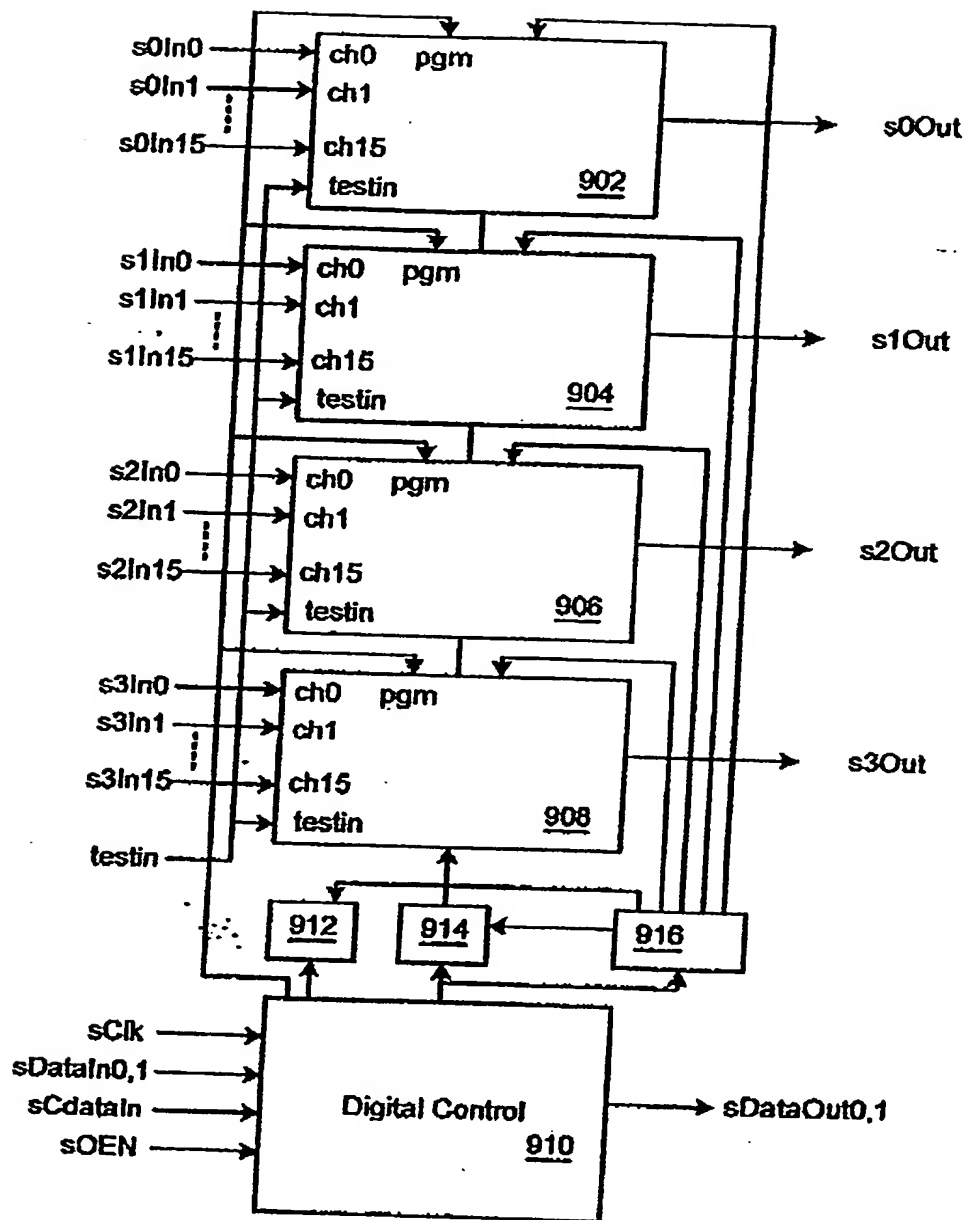 s0In0 ch0 pgm
s0In1 ch1
s0In15 ch15
testin 902
s0Out
s1In0 ch0 pgm
s1In1 ch1
s1In15 ch15
testin 904
s1Out
s2In0 ch0 pgm
s2In1 ch1
s2In15 ch15
testin 906
s2Out
s3In0 ch0 pgm
s3In1 ch1
s3In15 ch15
testin 908
s3Out
testin
912 914 916
sClk
sDataIn0,1
sCdataIn
sOEN
Digital Control
910
sDataOut0,1